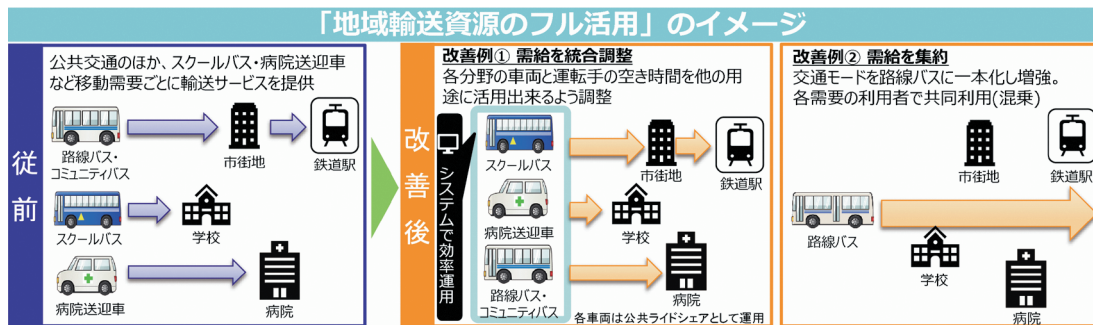 「地域輸送資源のフル活用」のイメージ
従前
公共交通のほか、スクールバス・病院送迎車
など移動需要ごとに輸送サービスを提供
路線バス・
コミュニティバス
市街地
鉄道駅
スクールバス
学校
病院送迎車
病院
改善後
改善例① 需給を統合調整
各分野の車両と運転手の空き時間を他の用
途に活用出来るよう調整
システムで効率運用
スクールバス
市街地
鉄道駅
病院送迎車
学校
路線バス・
コミュニティバス
病院
各車両は公共ライドシェアとして運用
改善例② 需給を集約
交通モードを路線バスに一本化し増強。
各需要の利用者で共同利用(混乗)
市街地
鉄道駅
路線バス
学校
病院